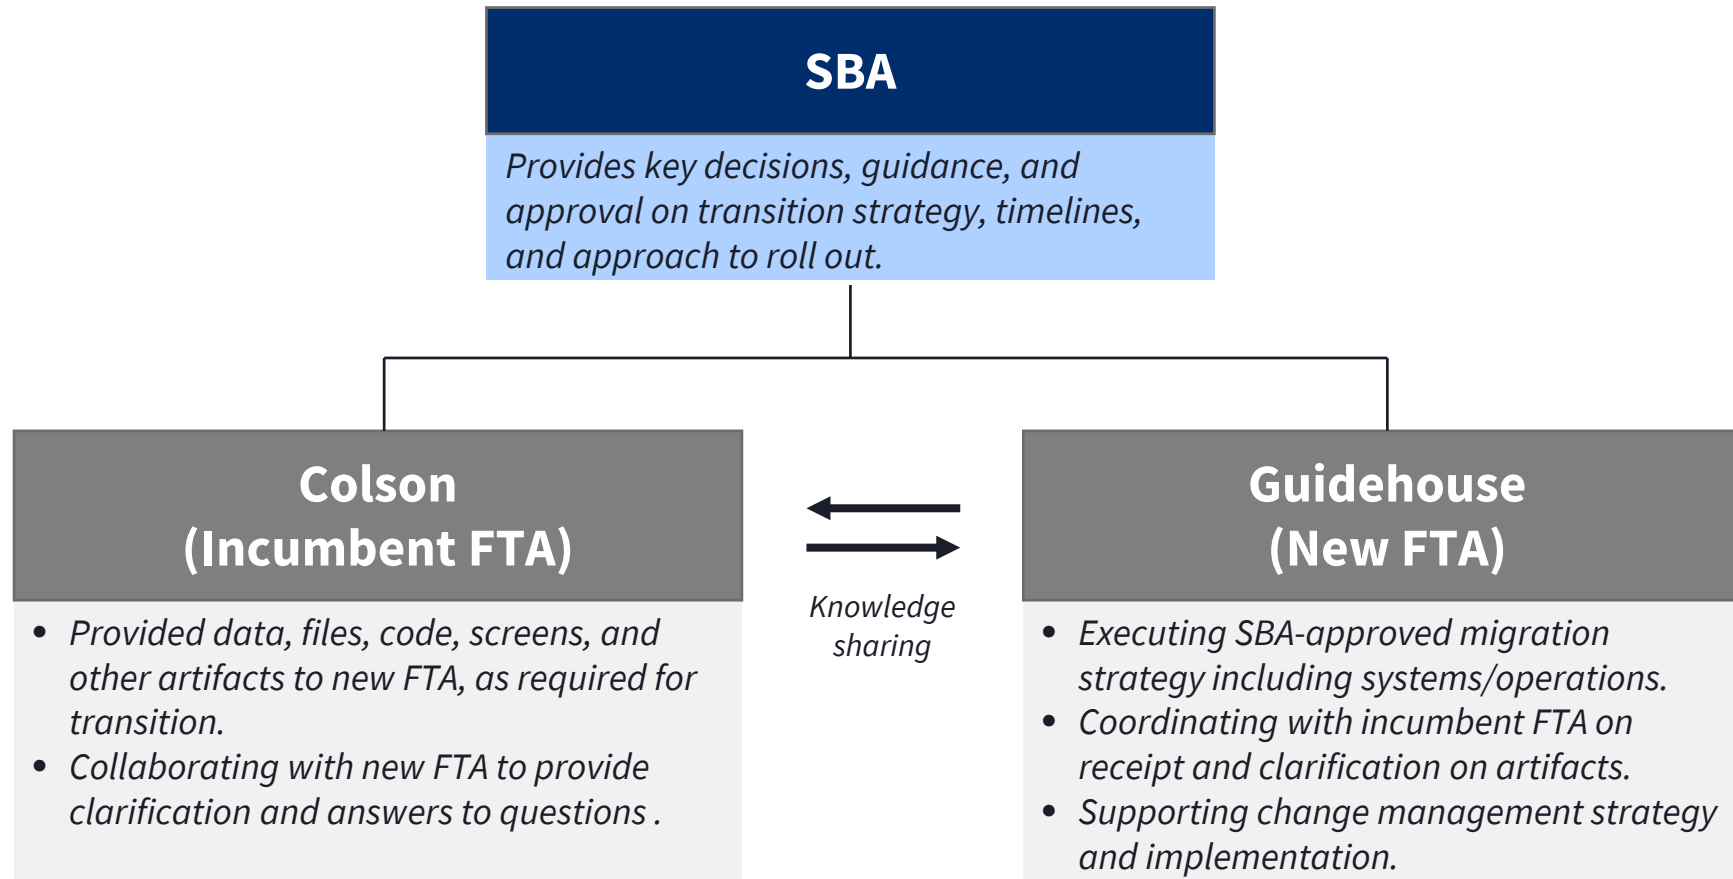 SBA
Provides key decisions, guidance, and
approval on transition strategy, timelines,
and approach to roll out.
Colson
(Incumbent FTA)
• Provided data, files, code, screens, and
other artifacts to new FTA, as required for
transition.
• Collaborating with new FTA to provide
clarification and answers to questions .
Knowledge
sharing
Guidehouse
(New FTA)
• Executing SBA-approved migration
strategy including systems/operations.
• Coordinating with incumbent FTA on
receipt and clarification on artifacts.
• Supporting change management strategy
and implementation.